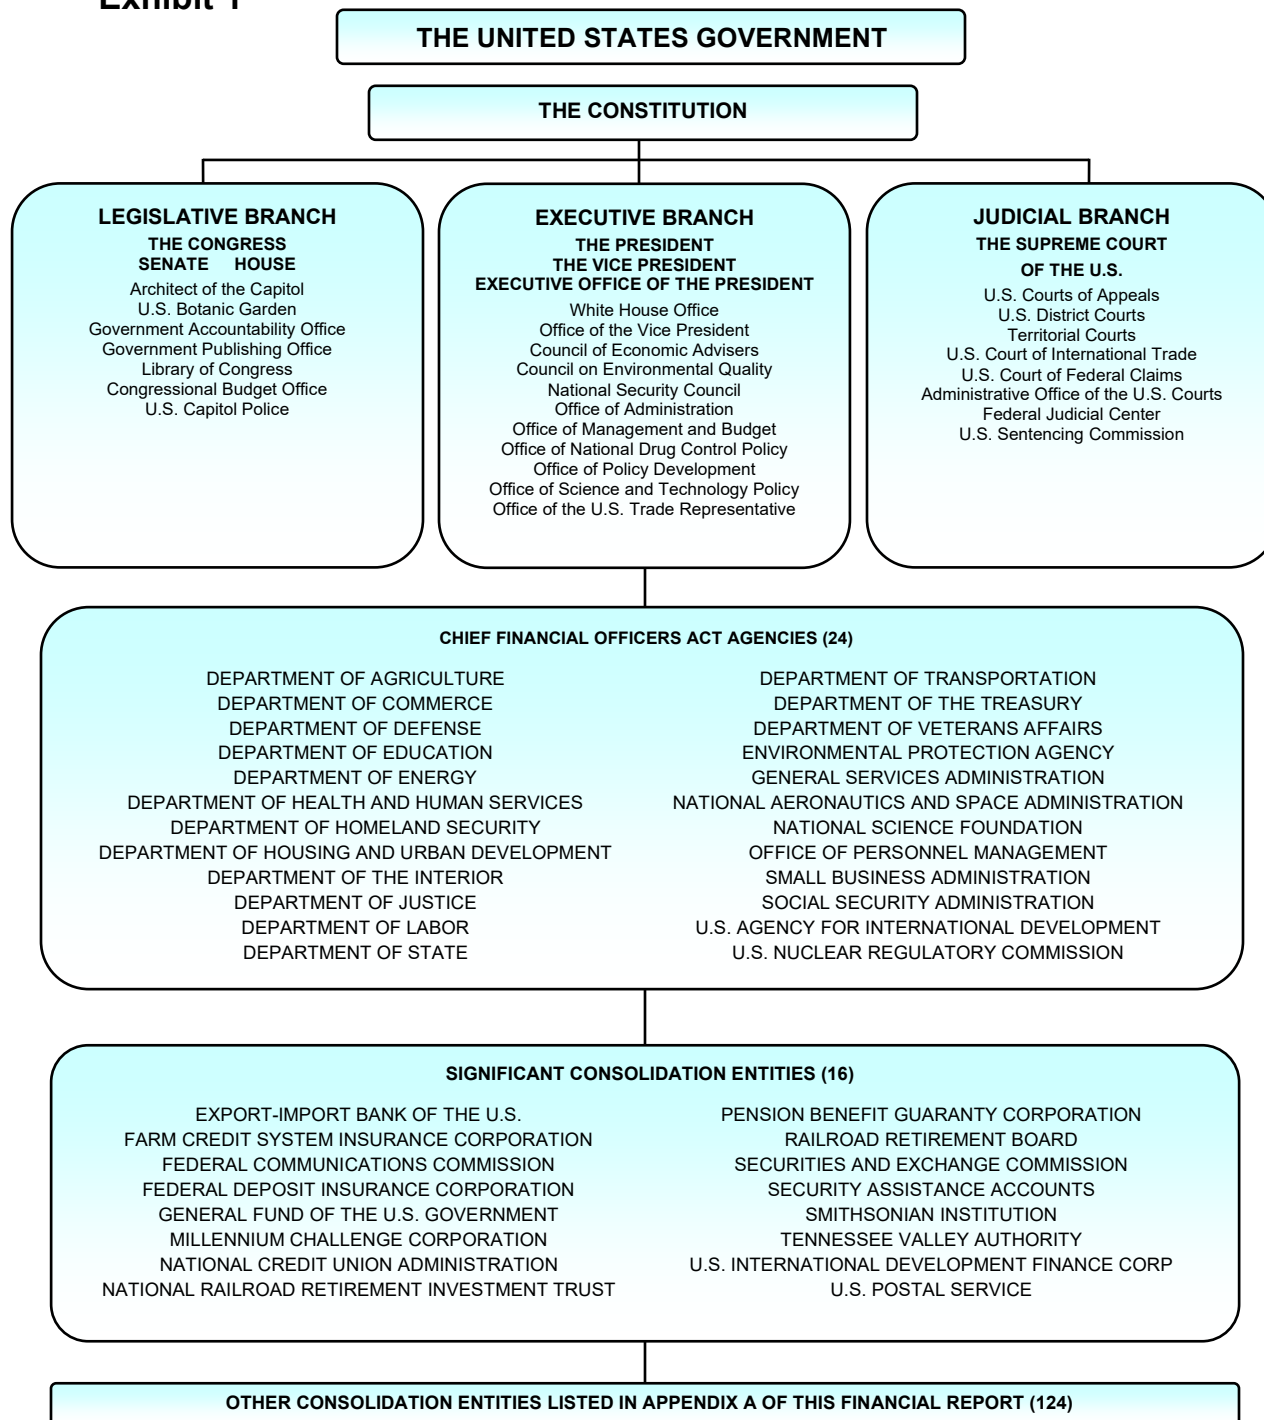 Exhibit 1
THE UNITED STATES GOVERNMENT
THE CONSTITUTION
LEGISLATIVE BRANCH
THE CONGRESS
SENATE HOUSE
Architect of the Capitol
U.S. Botanic Garden
Government Accountability Office
Government Publishing Office
Library of Congress
Congressional Budget Office
U.S. Capitol Police
EXECUTIVE BRANCH
THE PRESIDENT
THE VICE PRESIDENT
EXECUTIVE OFFICE OF THE PRESIDENT
White House Office
Office of the Vice President
Council of Economic Advisers
Council on Environmental Quality
National Security Council
Office of Administration
Office of Management and Budget
Office of National Drug Control Policy
Office of Policy Development
Office of Science and Technology Policy
Office of the U.S. Trade Representative
JUDICIAL BRANCH
THE SUPREME COURT
OF THE U.S.
U.S. Courts of Appeals
U.S. District Courts
Territorial Courts
U.S. Court of International Trade
U.S. Court of Federal Claims
Administrative Office of the U.S. Courts
Federal Judicial Center
U.S. Sentencing Commission
CHIEF FINANCIAL OFFICERS ACT AGENCIES (24)
DEPARTMENT OF AGRICULTURE
DEPARTMENT OF COMMERCE
DEPARTMENT OF DEFENSE
DEPARTMENT OF EDUCATION
DEPARTMENT OF ENERGY
DEPARTMENT OF HEALTH AND HUMAN SERVICES
DEPARTMENT OF HOMELAND SECURITY
DEPARTMENT OF HOUSING AND URBAN DEVELOPMENT
DEPARTMENT OF THE INTERIOR
DEPARTMENT OF JUSTICE
DEPARTMENT OF LABOR
DEPARTMENT OF STATE
DEPARTMENT OF TRANSPORTATION
DEPARTMENT OF THE TREASURY
DEPARTMENT OF VETERANS AFFAIRS
ENVIRONMENTAL PROTECTION AGENCY
GENERAL SERVICES ADMINISTRATION
NATIONAL AERONAUTICS AND SPACE ADMINISTRATION
NATIONAL SCIENCE FOUNDATION
OFFICE OF PERSONNEL MANAGEMENT
SMALL BUSINESS ADMINISTRATION
SOCIAL SECURITY ADMINISTRATION
U.S. AGENCY FOR INTERNATIONAL DEVELOPMENT
U.S. NUCLEAR REGULATORY COMMISSION
SIGNIFICANT CONSOLIDATION ENTITIES (16)
EXPORT-IMPORT BANK OF THE U.S.
FARM CREDIT SYSTEM INSURANCE CORPORATION
FEDERAL COMMUNICATIONS COMMISSION
FEDERAL DEPOSIT INSURANCE CORPORATION
GENERAL FUND OF THE U.S. GOVERNMENT
MILLENNIUM CHALLENGE CORPORATION
NATIONAL CREDIT UNION ADMINISTRATION
NATIONAL RAILROAD RETIREMENT INVESTMENT TRUST
PENSION BENEFIT GUARANTY CORPORATION
RAILROAD RETIREMENT BOARD
SECURITIES AND EXCHANGE COMMISSION
SECURITY ASSISTANCE ACCOUNTS
SMITHSONIAN INSTITUTION
TENNESSEE VALLEY AUTHORITY
U.S. INTERNATIONAL DEVELOPMENT FINANCE CORP
U.S. POSTAL SERVICE
OTHER CONSOLIDATION ENTITIES LISTED IN APPENDIX A OF THIS FINANCIAL REPORT (124)